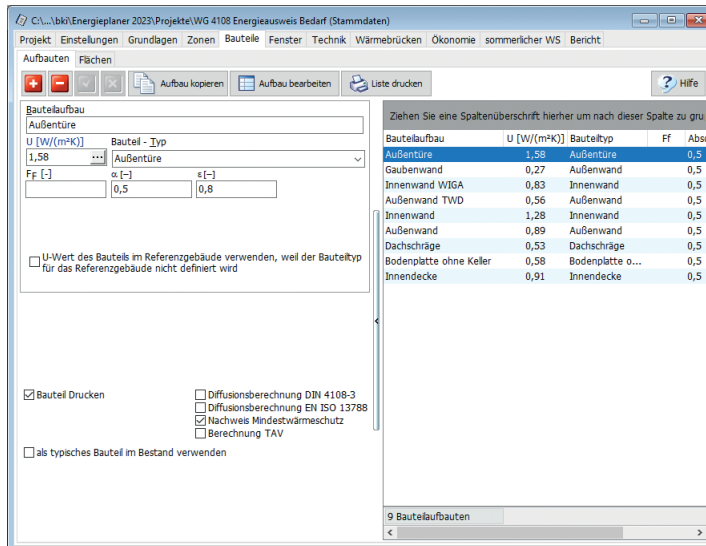 C:\...\bki\Energieplaner 2023\Projekte\WG 4108 Energieausweis Bedarf (Stammdaten)
Projekt Einstellungen Grundlagen Zonen Bauteile Fenster Technik Wärmebrücken Ökonomie sommerlicher WS Bericht
Aufbauten Flächen
Aufbau kopieren Aufbau bearbeiten Liste drucken Hilfe
Bauteilaufbau
Außentüre
U [W/(m²K)] Bauteil - Typ
1,58 ... Außentüre
FF [-] α [-] ε [-]
0,5 0,8
U-Wert des Bauteils im Referenzgebäude verwenden, weil der Bauteiltyp
für das Referenzgebäude nicht definiert wird
Bauteil Drucken
Diffusionsberechnung DIN 4108-3
Diffusionsberechnung EN ISO 13788
Nachweis Mindestwärmeschutz
Berechnung TAV
als typisches Bauteil im Bestand verwenden
Ziehen Sie eine Spaltenüberschrift hierher um nach dieser Spalte zu gru
Bauteilaufbau U [W/(m²K)] Bauteiltyp Ff Abso
Außentüre 1,58 Außentüre 0,5
Gaubenwand 0,27 Außenwand 0,5
Innenwand WIGA 0,83 Innenwand 0,5
Außenwand TWD 0,56 Außenwand 0,5
Innenwand 1,28 Innenwand 0,5
Außenwand 0,89 Außenwand 0,5
Dachschräge 0,53 Dachschräge 0,5
Bodenplatte ohne Keller 0,58 Bodenplatte o... 0,5
Innendecke 0,91 Innendecke 0,5
9 Bauteilaufbauten